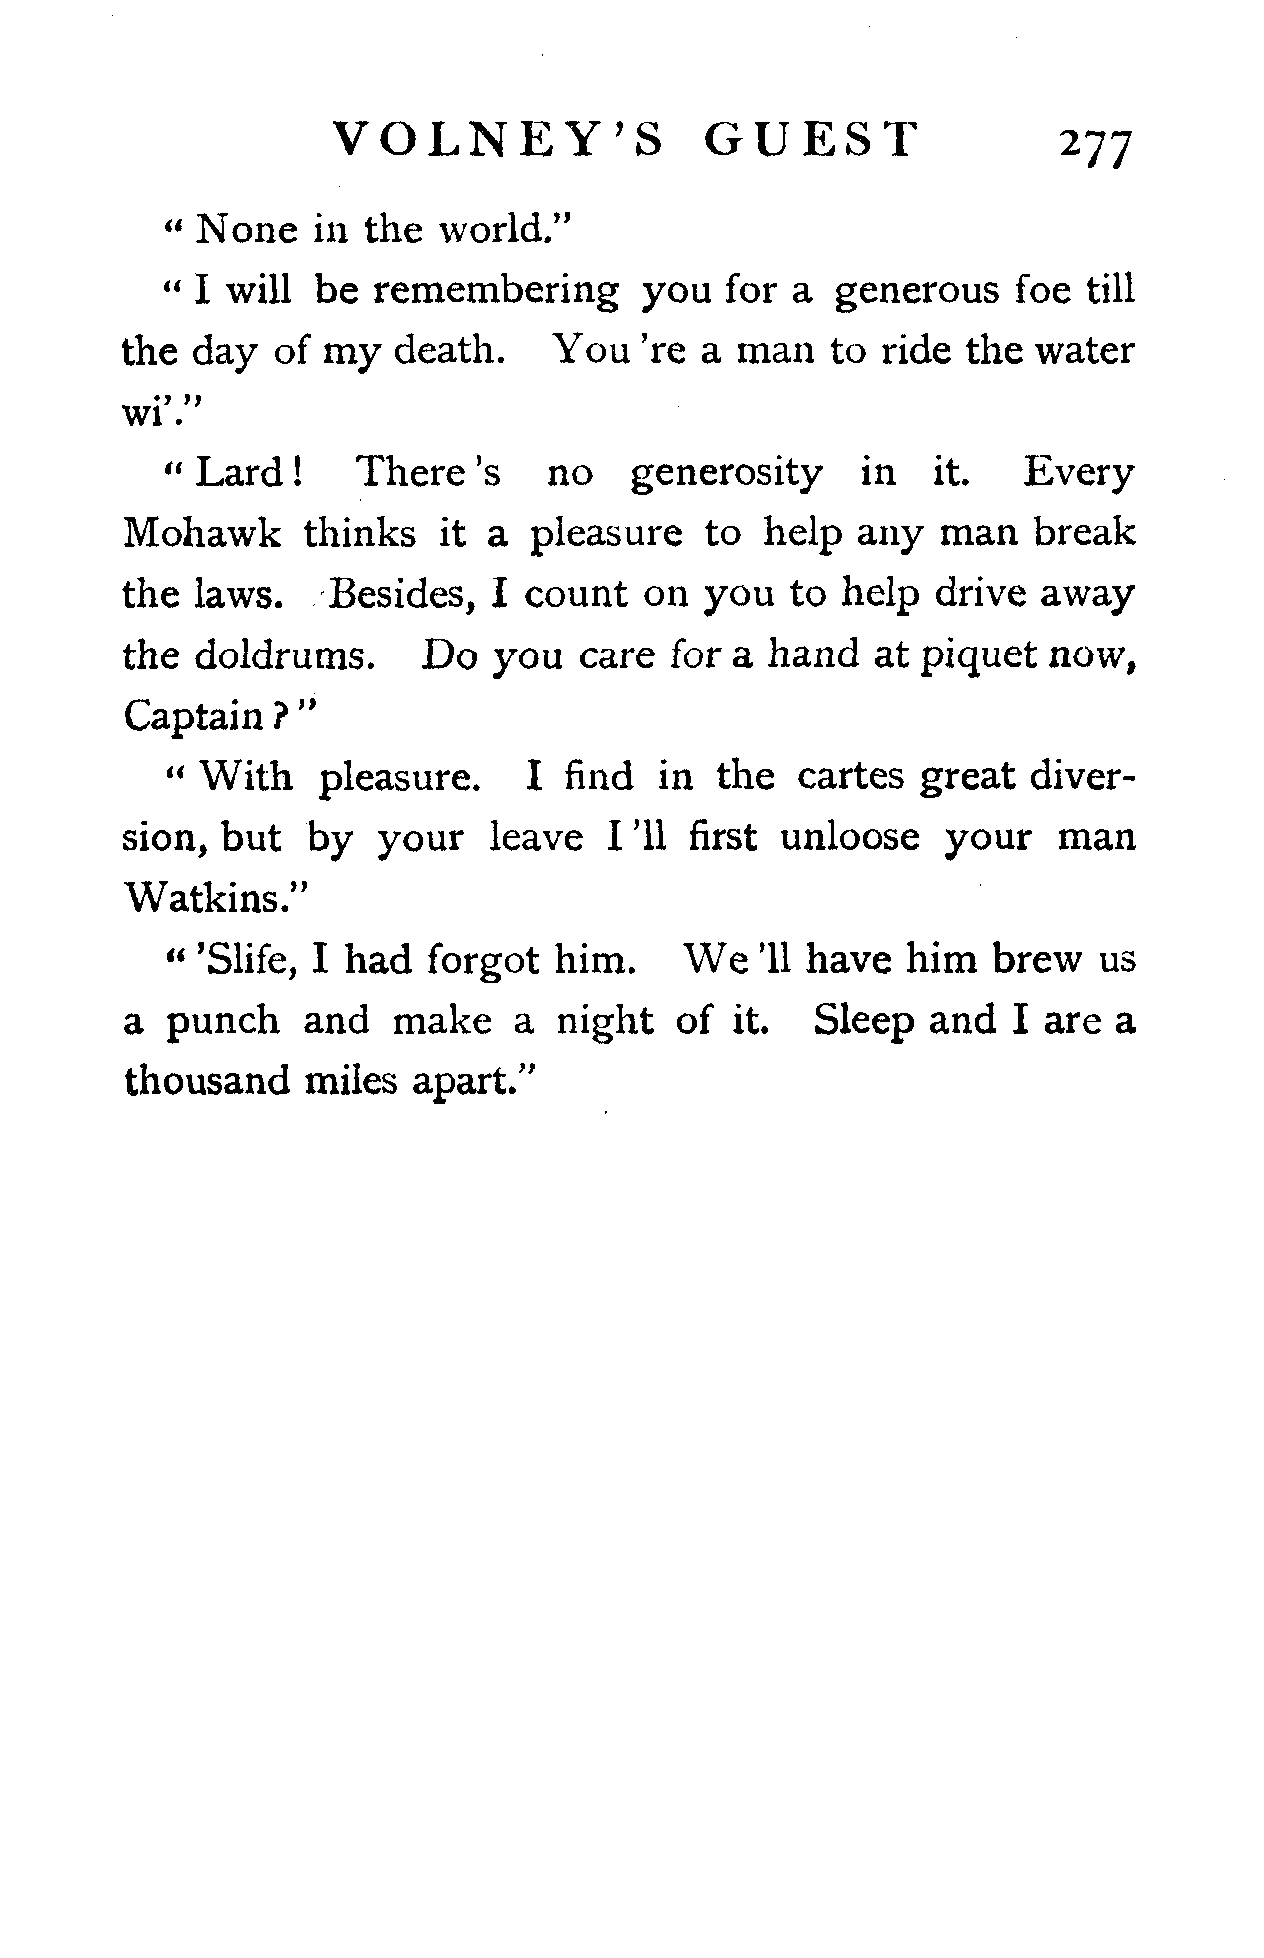 VOLNEY'S GUEST 277
" None in the world."
" I will be remembering you for a generous foe till
the day of my death. You 're a man to ride the water
wi'."
" Lard ! There 's no generosity in it. Every
Mohawk thinks it a pleasure to help any man break
the laws. Besides, I count on you to help drive away
the doldrums. Do you care for a hand at piquet now,
Captain ? "
" With pleasure. I find in the cartes great diver-
sion, but by your leave I 'll first unloose your man
Watkins."
" 'Slife, I had forgot him. We 'll have him brew us
a punch and make a night of it. Sleep and I are a
thousand miles apart."